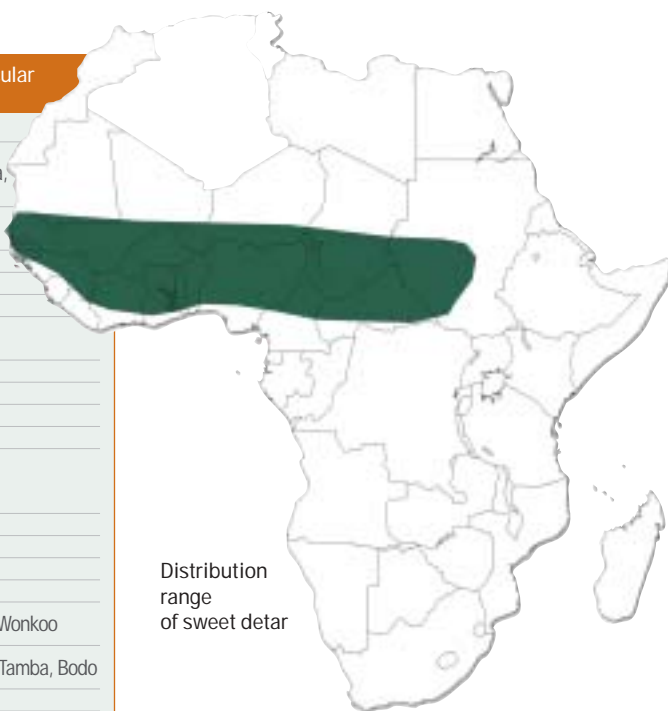 ular
,
Distribution
range
of sweet detar
Wonkoo
Tamba, Bodo